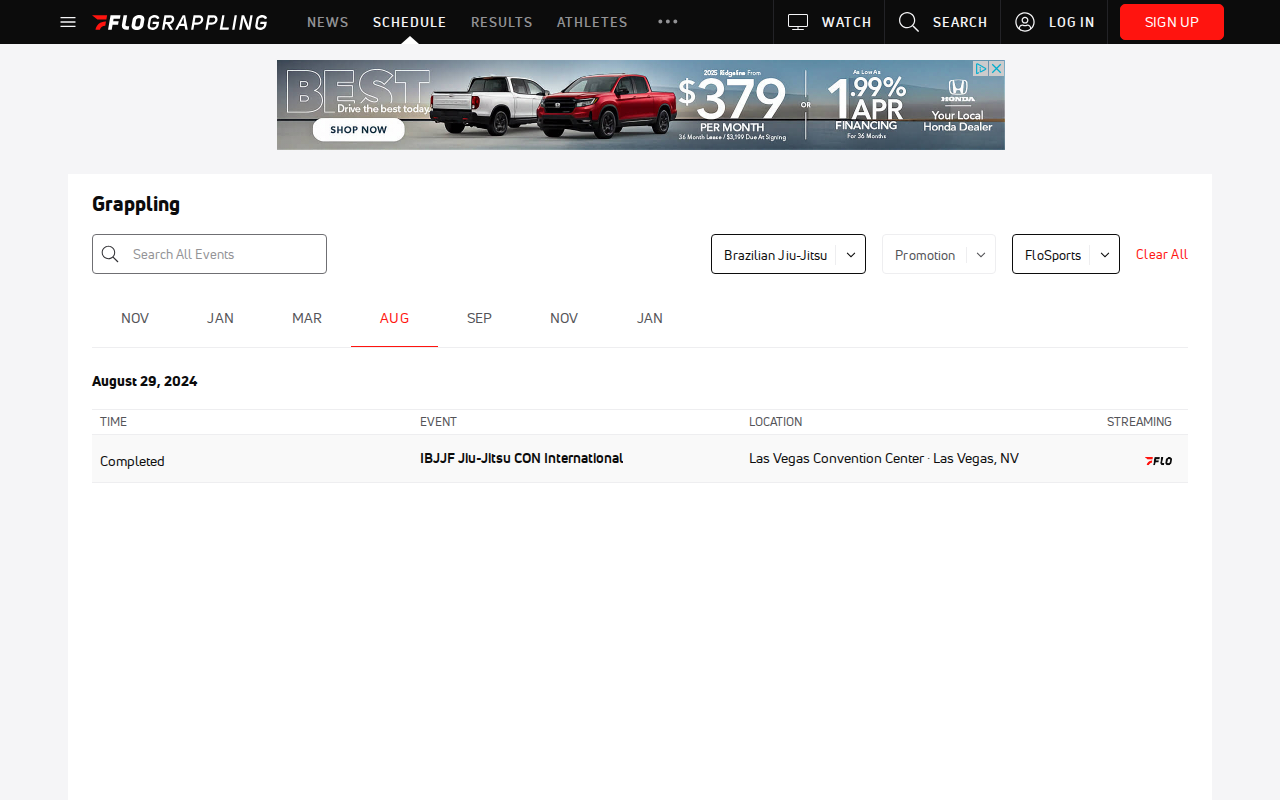 FLOGRAPPLING NEWS SCHEDULE RESULTS ATHLETES ••• WATCH SEARCH LOG IN SIGN UP
BEST
Drive the best today
SHOP NOW
2025 Ridgeline From
$379
PER MONTH
36 Month Lease / $3,199 Due At Signing
OR
As Low As
1.99% APR
FINANCING
For 36 Months
HONDA
Your Local
Honda Dealer
Grappling
Search All Events Brazilian Jiu-Jitsu Promotion FloSports Clear All
NOV JAN MAR AUG SEP NOV JAN
August 29, 2024
TIME EVENT LOCATION STREAMING
Completed IBJJF Jiu-Jitsu CON International Las Vegas Convention Center · Las Vegas, NV FLO